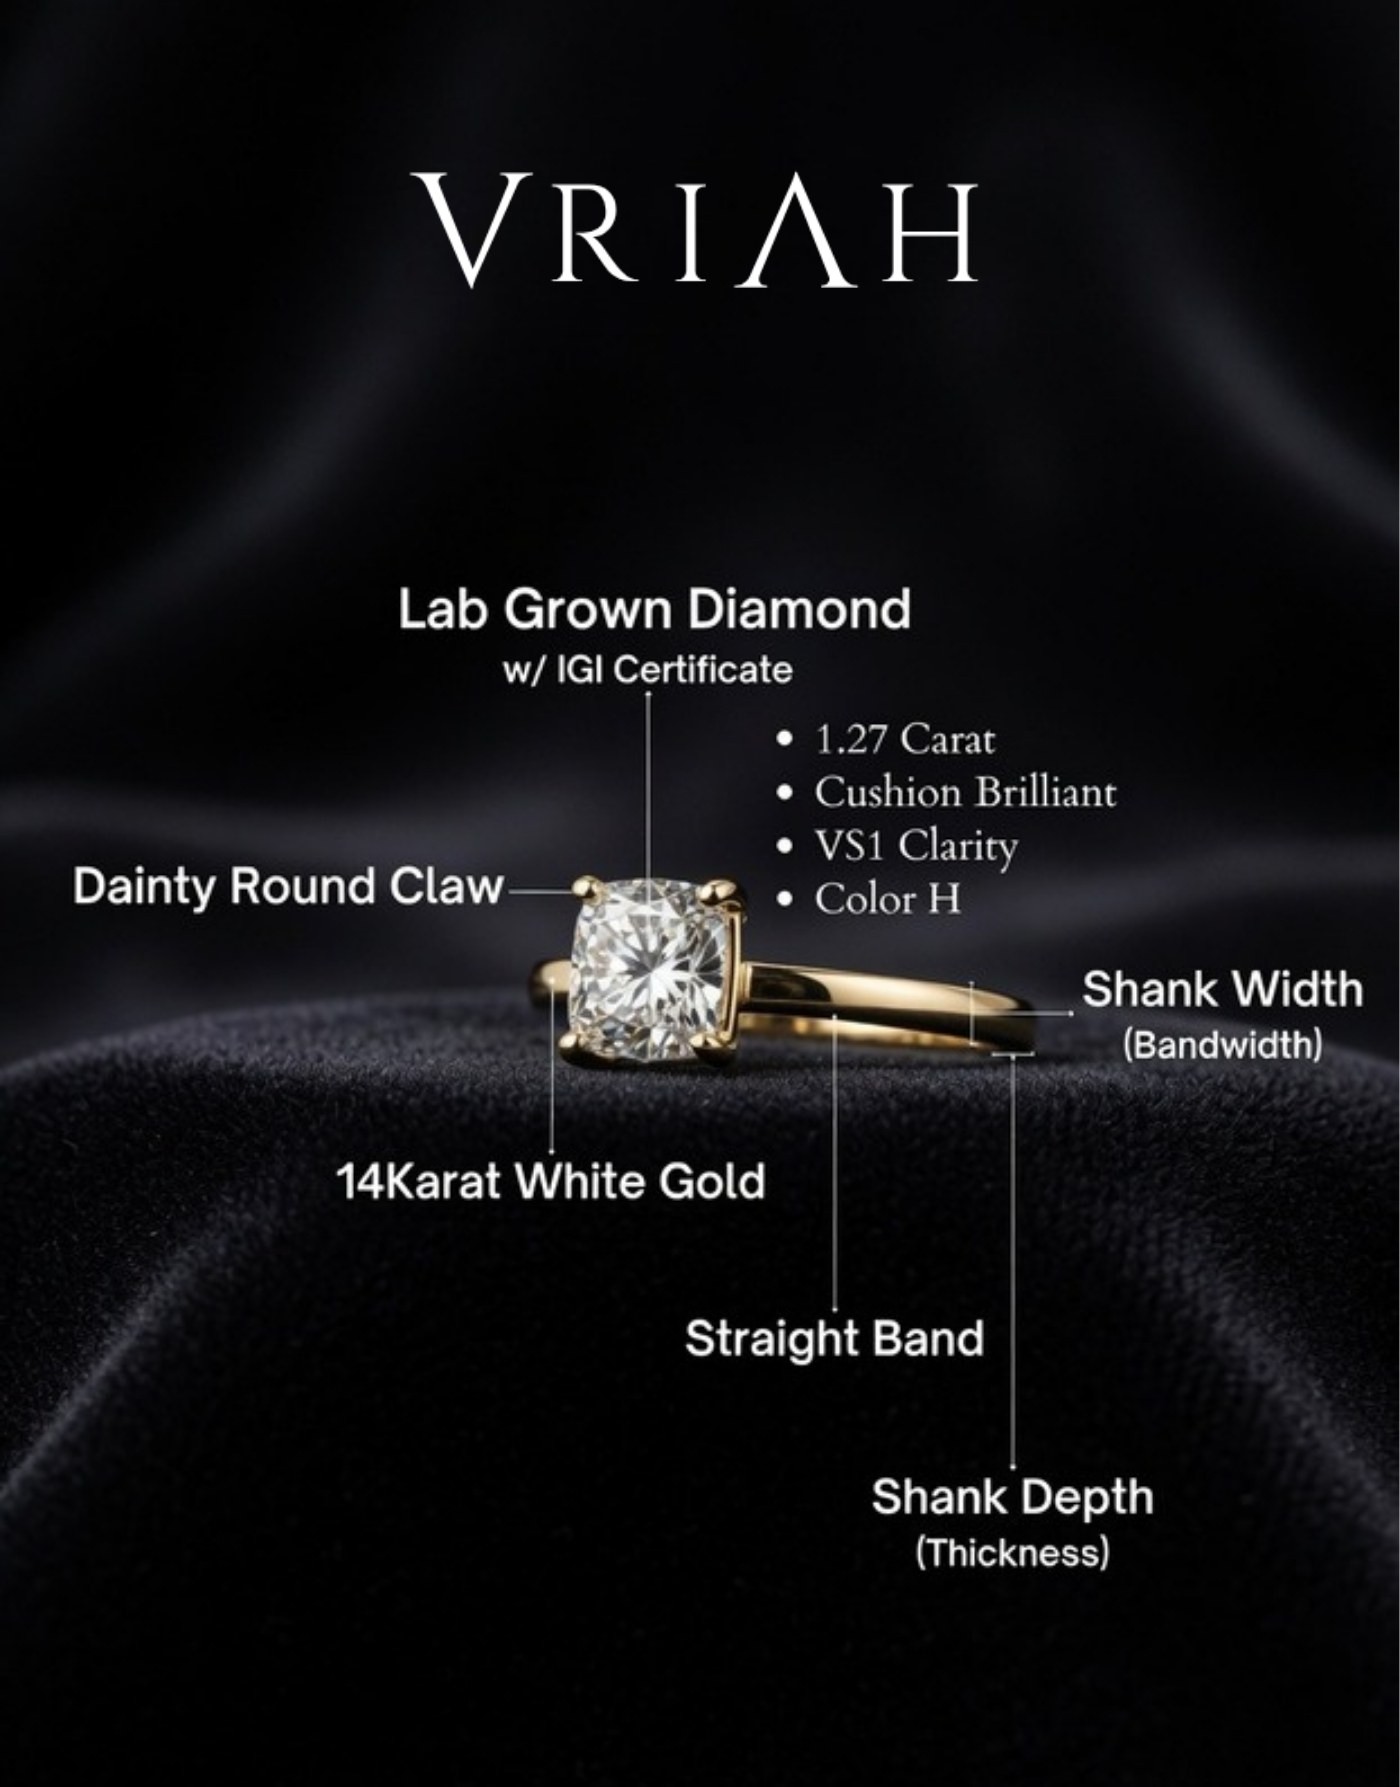 VRIAH
Lab Grown Diamond
w/ IGI Certificate
• 1.27 Carat
• Cushion Brilliant
• VS1 Clarity
• Color H
Dainty Round Claw
Shank Width
(Bandwidth)
14Karat White Gold
Straight Band
Shank Depth
(Thickness)